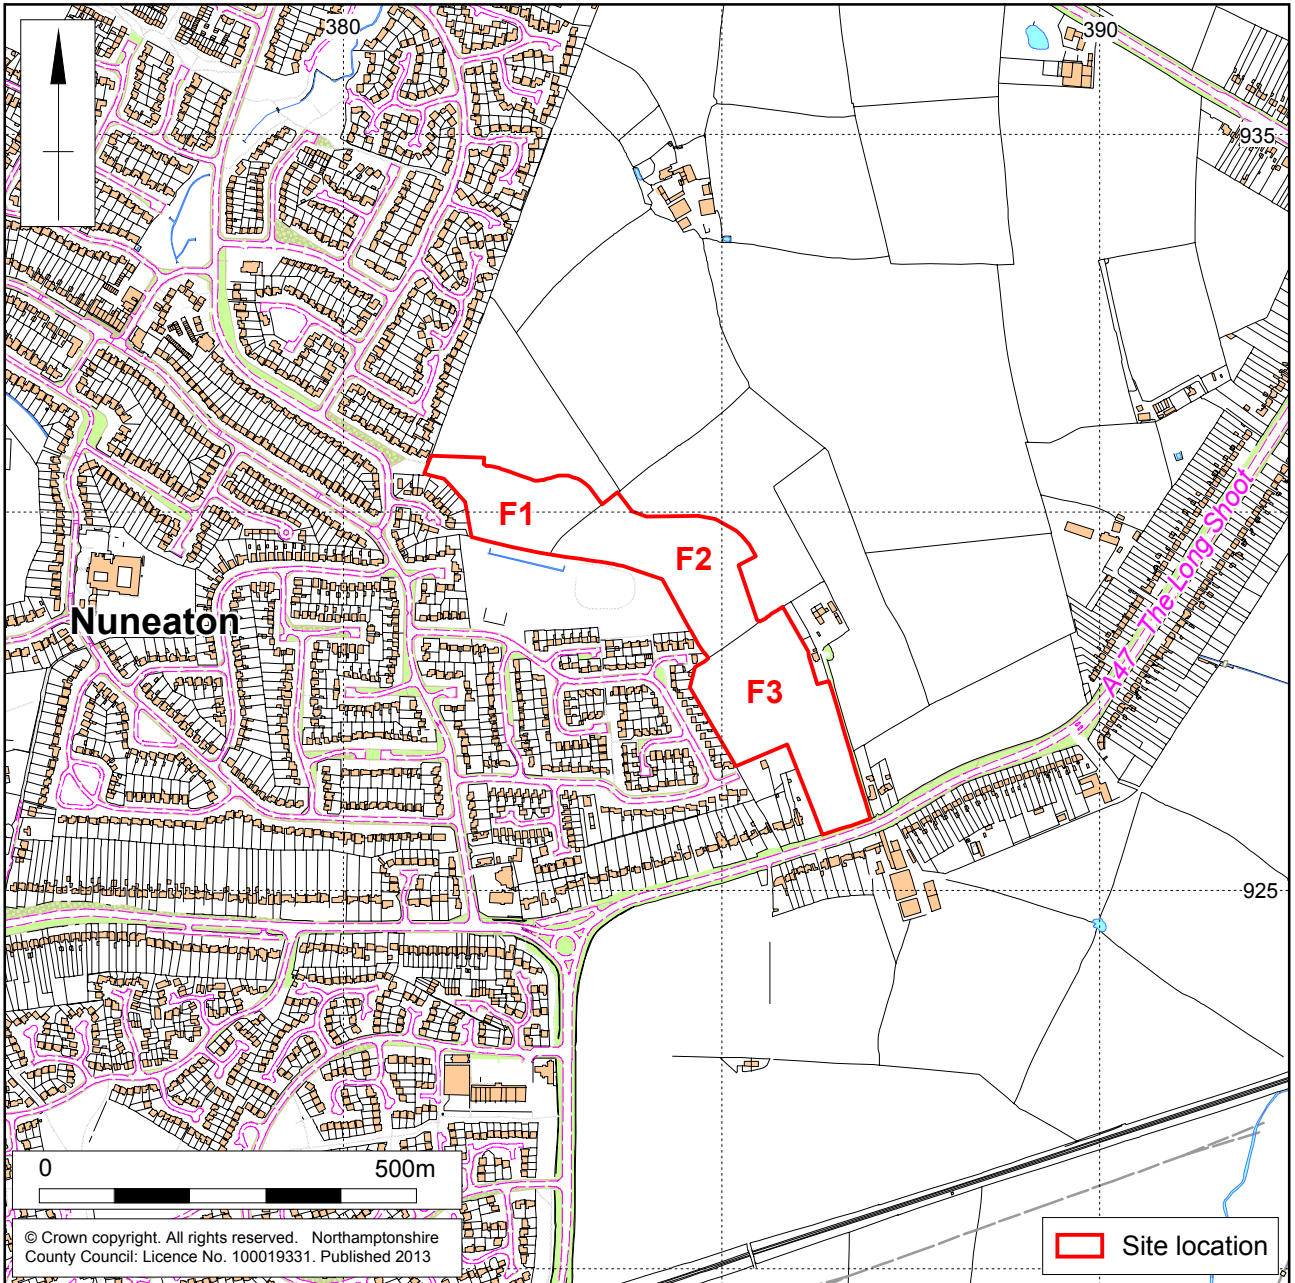 380
390
935
F1
F2
Nuneaton
F3
A47 The Long Shoot
925
0 500m
© Crown copyright. All rights reserved. Northamptonshire
County Council: Licence No. 100019331. Published 2013
Site location